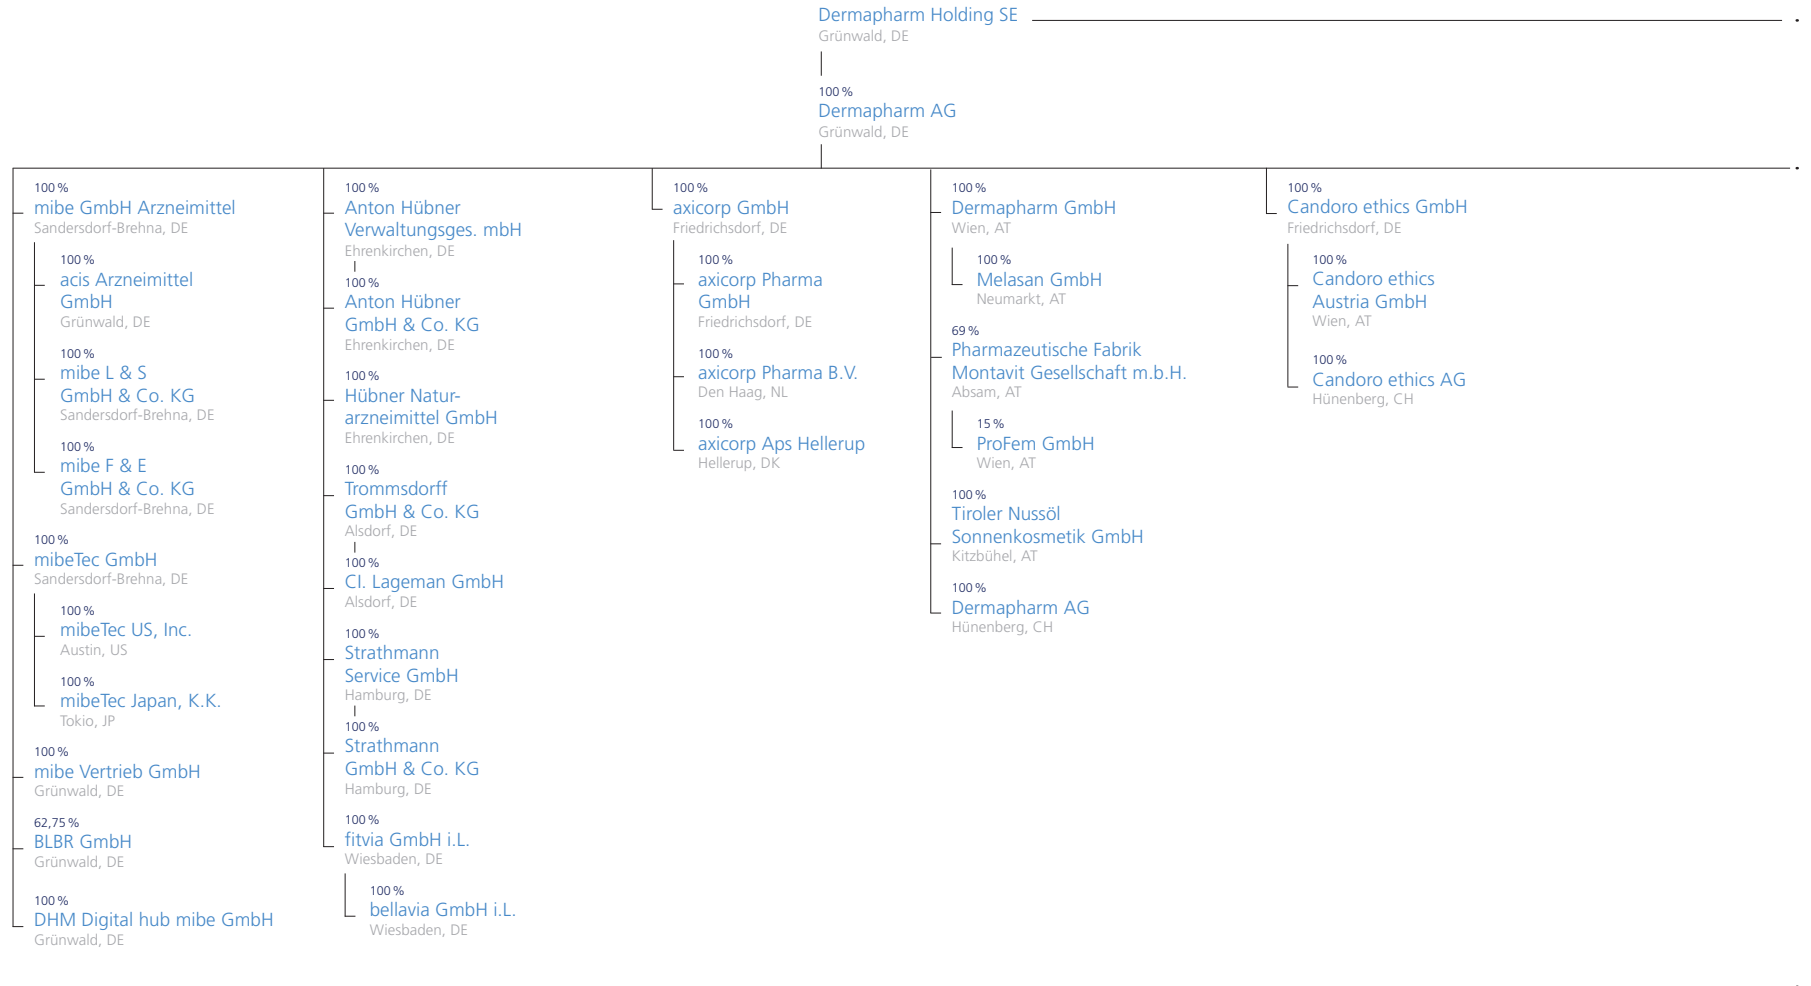 Dermapharm Holding SE
Grünwald, DE
100 %
Dermapharm AG
Grünwald, DE
100 %
mibe GmbH Arzneimittel
Sandersdorf-Brehna, DE
100 %
acis Arzneimittel
GmbH
Grünwald, DE
100 %
mibe L & S
GmbH & Co. KG
Sandersdorf-Brehna, DE
100 %
mibe F & E
GmbH & Co. KG
Sandersdorf-Brehna, DE
100 %
mibeTec GmbH
Sandersdorf-Brehna, DE
100 %
mibeTec US, Inc.
Austin, US
100 %
mibeTec Japan, K.K.
Tokio, JP
100 %
mibe Vertrieb GmbH
Grünwald, DE
62,75 %
BLBR GmbH
Grünwald, DE
100 %
DHM Digital hub mibe GmbH
Grünwald, DE
100 %
Anton Hübner
Verwaltungsges. mbH
Ehrenkirchen, DE
100 %
Anton Hübner
GmbH & Co. KG
Ehrenkirchen, DE
100 %
Hübner Natur-
arzneimittel GmbH
Ehrenkirchen, DE
100 %
Trommsdorff
GmbH & Co. KG
Alsdorf, DE
100 %
CI. Lageman GmbH
Alsdorf, DE
100 %
Strathmann
Service GmbH
Hamburg, DE
100 %
Strathmann
GmbH & Co. KG
Hamburg, DE
100 %
fitvia GmbH i.L.
Wiesbaden, DE
100 %
bellavia GmbH i.L.
Wiesbaden, DE
100 %
axicorp GmbH
Friedrichsdorf, DE
100 %
axicorp Pharma
GmbH
Friedrichsdorf, DE
100 %
axicorp Pharma B.V.
Den Haag, NL
100 %
axicorp Aps Hellerup
Hellerup, DK
100 %
Dermapharm GmbH
Wien, AT
100 %
Melasan GmbH
Neumarkt, AT
69 %
Pharmazeutische Fabrik
Montavit Gesellschaft m.b.H.
Absam, AT
15 %
ProFem GmbH
Wien, AT
100 %
Tiroler Nussöl
Sonnenkosmetik GmbH
Kitzbühel, AT
100 %
Dermapharm AG
Hünenberg, CH
100 %
Candoro ethics GmbH
Friedrichsdorf, DE
100 %
Candoro ethics
Austria GmbH
Wien, AT
100 %
Candoro ethics AG
Hünenberg, CH